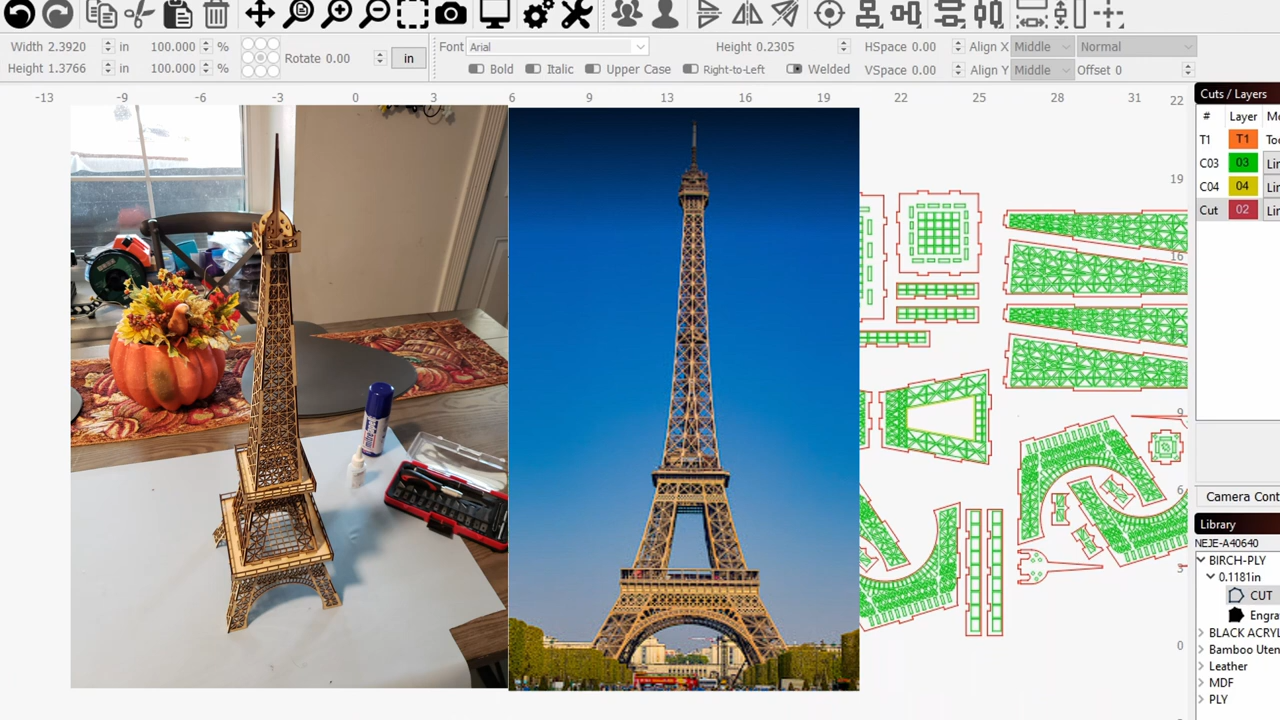 Width 2.3920 in 100.000 %
Height 1.3766 in 100.000 %
Rotate 0.00
in
Font Arial
Height 0.2305
HSpace 0.00
Align X Middle
Normal
Bold Italic Upper Case Right-to-Left Welded
VSpace 0.00
Align Y Middle
Offset 0
-13 -9 -6 -3 0 3 6 9 13 16 19 22 25 28 31 22
19
16
9
6
3
0
Cuts / Layers
# Layer
T1 T1
C03 03
C04 04
Cut 02
Camera Cont
Library
NEJE-A40640
BIRCH-PLY
0.1181in
CUT
Engra
BLACK ACRYL
Bamboo Uten
Leather
MDF
PLY